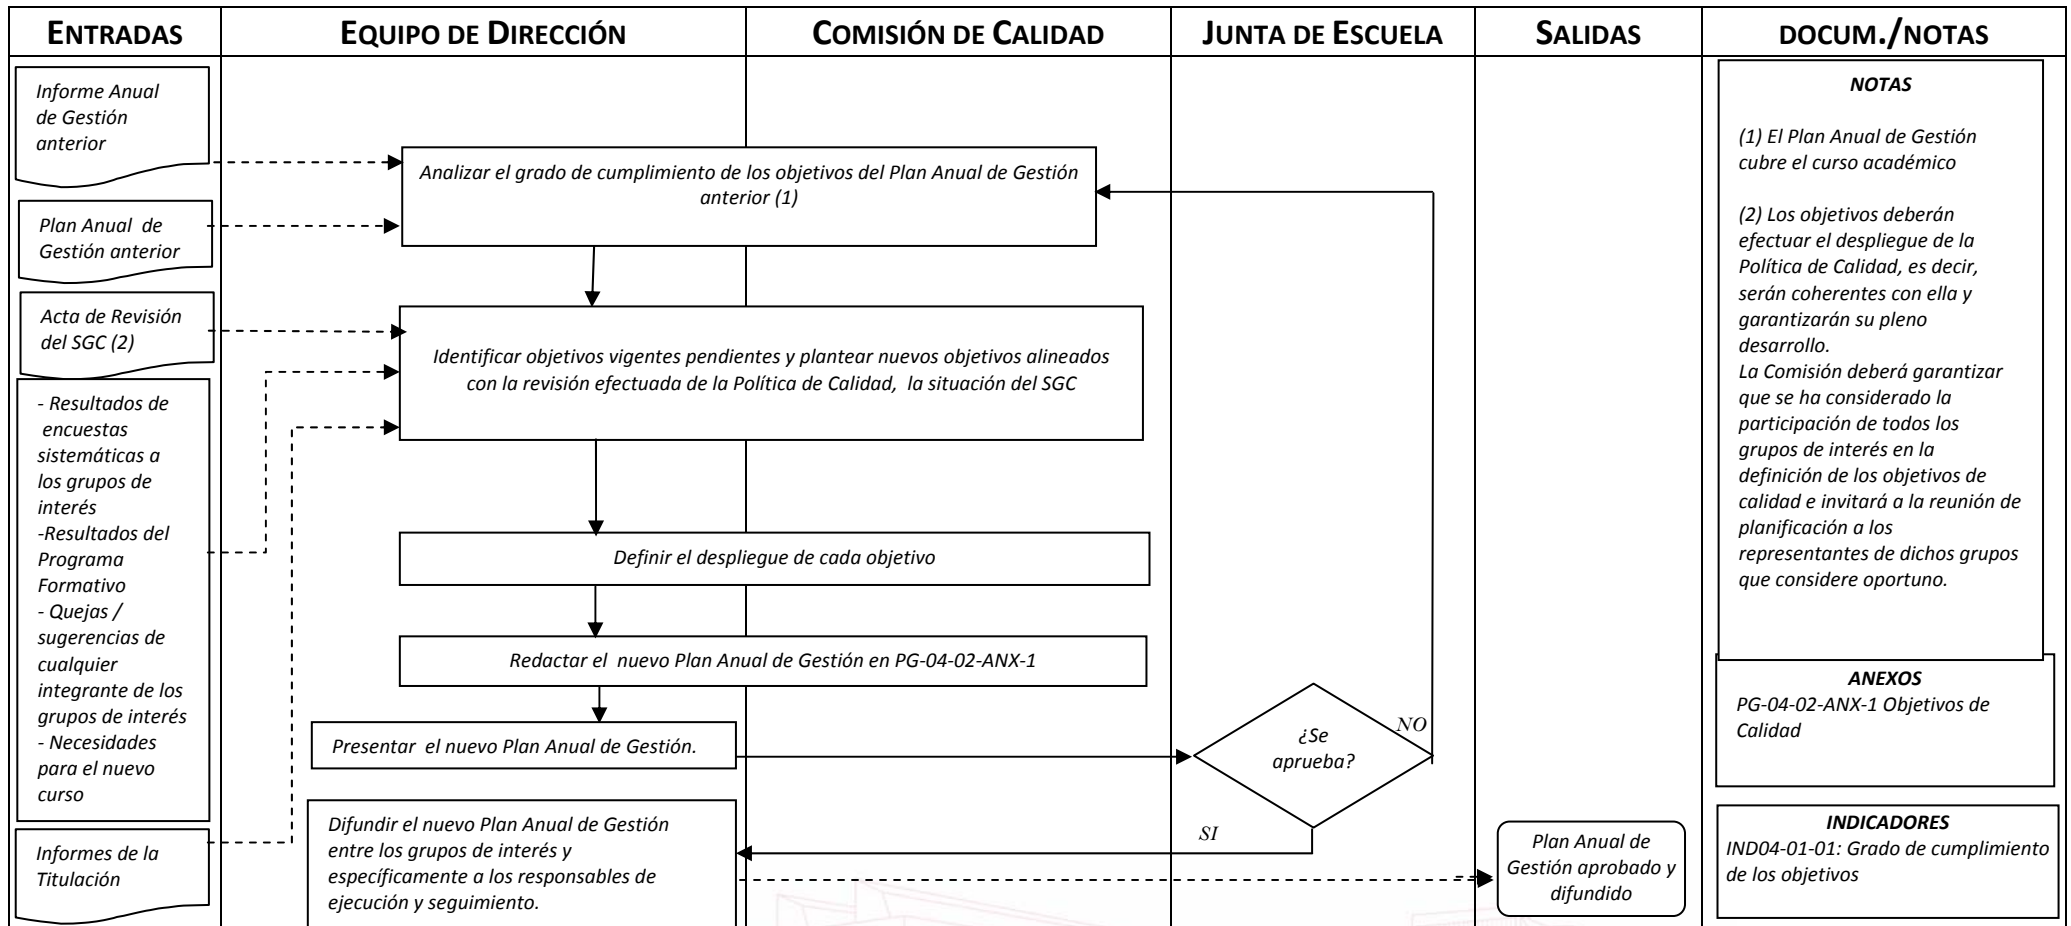 ENTRADAS
EQUIPO DE DIRECCIÓN
COMISIÓN DE CALIDAD
JUNTA DE ESCUELA
SALIDAS
DOCUM./NOTAS
Informe Anual
de Gestión
anterior
Plan Anual de
Gestión anterior
Acta de Revisión
del SGC (2)
- Resultados de
encuestas
sistemáticas a
los grupos de
interés
-Resultados del
Programa
Formativo
- Quejas /
sugerencias de
cualquier
integrante de los
grupos de interés
- Necesidades
para el nuevo
curso
Informes de la
Titulación
Analizar el grado de cumplimiento de los objetivos del Plan Anual de Gestión
anterior (1)
Identificar objetivos vigentes pendientes y plantear nuevos objetivos alineados
con la revisión efectuada de la Política de Calidad, la situación del SGC
Definir el despliegue de cada objetivo
Redactar el nuevo Plan Anual de Gestión en PG-04-02-ANX-1
Presentar el nuevo Plan Anual de Gestión.
¿Se
aprueba?
NO
SI
Difundir el nuevo Plan Anual de Gestión
entre los grupos de interés y
específicamente a los responsables de
ejecución y seguimiento.
Plan Anual de
Gestión aprobado y
difundido
NOTAS
(1) El Plan Anual de Gestión
cubre el curso académico
(2) Los objetivos deberán
efectuar el despliegue de la
Política de Calidad, es decir,
serán coherentes con ella y
garantizarán su pleno
desarrollo.
La Comisión deberá garantizar
que se ha considerado la
participación de todos los
grupos de interés en la
definición de los objetivos de
calidad e invitará a la reunión de
planificación a los
representantes de dichos grupos
que considere oportuno.
ANEXOS
PG-04-02-ANX-1 Objetivos de
Calidad
INDICADORES
IND04-01-01: Grado de cumplimiento
de los objetivos